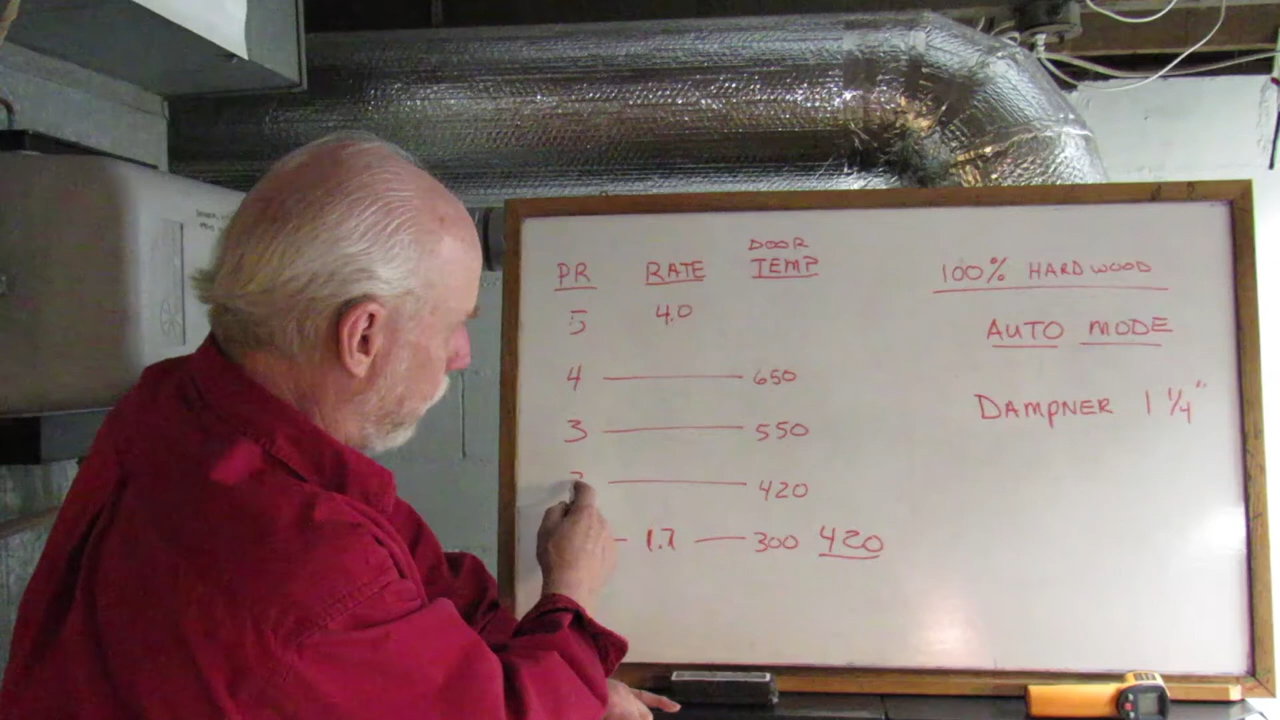 DOOR
PR RATE TEMP
5 4.0
4 — 650
3 — 550
— 420
- 1.7 — 300 420
100% HARDWOOD
AUTO MODE
DAMPNER 1 1/4"